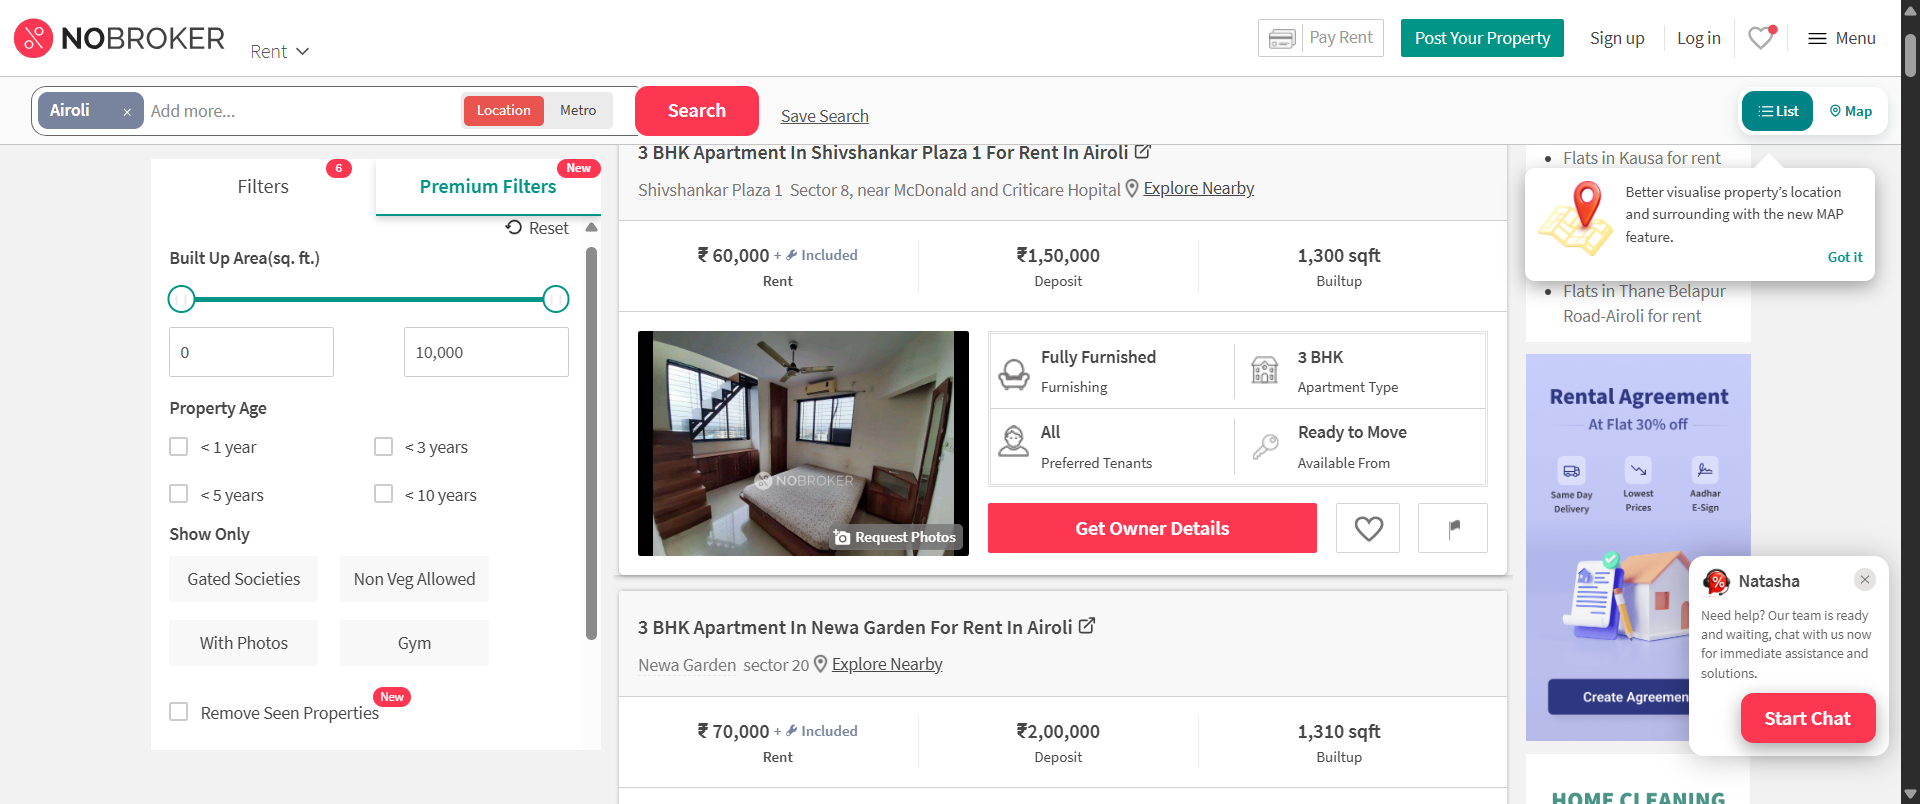 NOBROKER
Rent
Pay Rent
Post Your Property
Sign up
Log in
Menu
Airoli ×
Add more...
Location
Metro
Search
Save Search
List
Map
Filters
6
Premium Filters
New
Reset
Built Up Area(sq. ft.)
0
10,000
Property Age
< 1 year
< 3 years
< 5 years
< 10 years
Show Only
Gated Societies
Non Veg Allowed
With Photos
Gym
Remove Seen Properties
New
3 BHK Apartment In Shivshankar Plaza 1 For Rent In Airoli
Shivshankar Plaza 1 Sector 8, near McDonald and Criticare Hopital Explore Nearby
₹ 60,000 + Included
Rent
₹1,50,000
Deposit
1,300 sqft
Builtup
NOBROKER
Request Photos
Fully Furnished
Furnishing
3 BHK
Apartment Type
All
Preferred Tenants
Ready to Move
Available From
Get Owner Details
3 BHK Apartment In Newa Garden For Rent In Airoli
Newa Garden sector 20 Explore Nearby
₹ 70,000 + Included
Rent
₹2,00,000
Deposit
1,310 sqft
Builtup
Flats in Kausa for rent
Better visualise property's location
and surrounding with the new MAP
feature.
Got it
Flats in Thane Belapur
Road-Airoli for rent
Rental Agreement
At Flat 30% off
Same Day
Delivery
Lowest
Prices
Aadhar
E-Sign
Create Agreemen
Natasha
Need help? Our team is ready
and waiting, chat with us now
for immediate assistance and
solutions.
Start Chat
HOME CLEANING